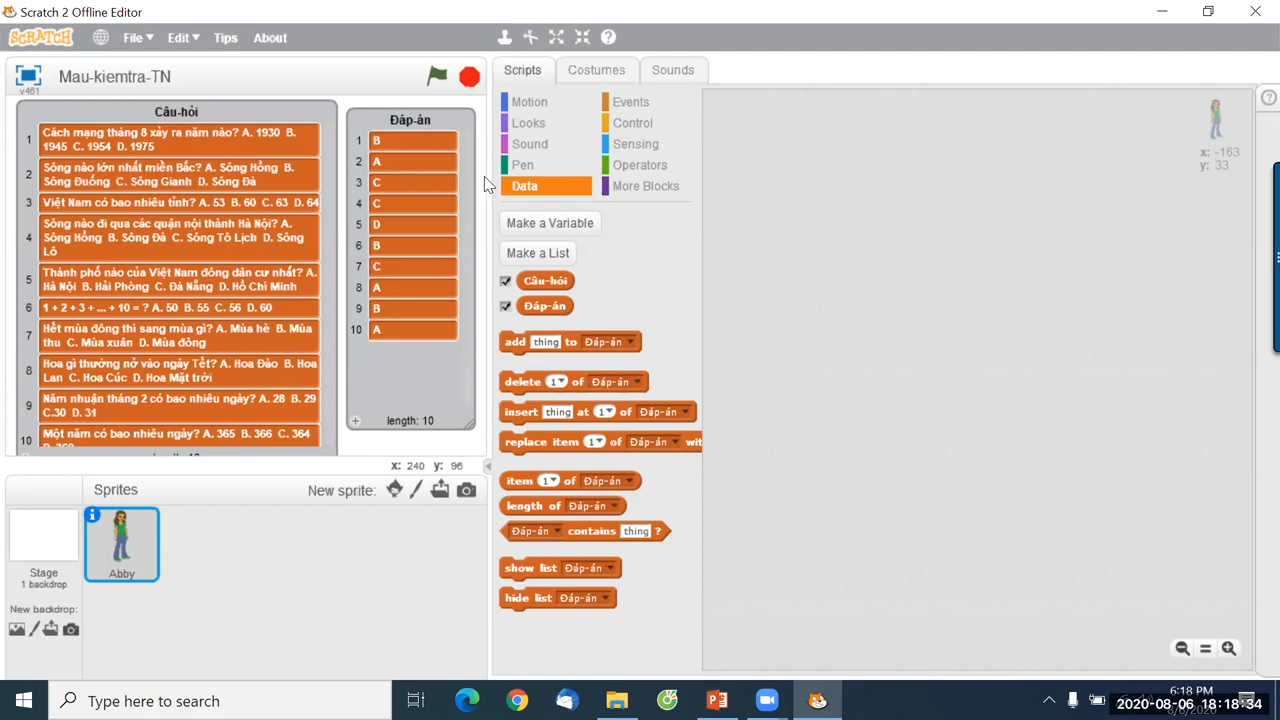 Scratch 2 Offline Editor
SCRATCH File Edit Tips About
Mau-kiemtra-TN
v461
Scripts Costumes Sounds
Câu-hỏi
1 Cách mạng tháng 8 xảy ra năm nào? A. 1930 B.
1945 C. 1954 D. 1975
2 Sông nào lớn nhất miền Bắc? A. Sông Hồng B.
Sông Đuống C. Sông Gianh D. Sông Đà
3 Việt Nam có bao nhiêu tỉnh? A. 53 B. 60 C. 63 D. 64
4 Sông nào đi qua các quận nội thành Hà Nội? A.
Sông Hồng B. Sông Đà C. Sông Tô Lịch D. Sông
Lô
5 Thành phố nào của Việt Nam đông dân cư nhất? A.
Hà Nội B. Hải Phòng C. Đà Nẵng D. Hồ Chí Minh
6 1 + 2 + 3 + ... + 10 = ? A. 50 B. 55 C. 56 D. 60
7 Hết mùa đông thì sang mùa gì? A. Mùa hè B. Mùa
thu C. Mùa xuân D. Mùa đông
8 Hoa gì thường nở vào ngày Tết? A. Hoa Đào B. Hoa
Lan C. Hoa Cúc D. Hoa Mặt trời
9 Năm nhuận tháng 2 có bao nhiêu ngày? A. 28 B. 29
C.30 D. 31
10 Một năm có bao nhiêu ngày? A. 365 B. 366 C. 364
Đáp-án
1 B
2 A
3 C
4 C
5 D
6 B
7 C
8 A
9 B
10 A
length: 10
x: 240 y: 96
Motion Events
Looks Control
Sound Sensing
Pen Operators
Data More Blocks
Make a Variable
Make a List
Câu-hỏi
Đáp-án
add thing to Đáp-án
delete 1 of Đáp-án
insert thing at 1 of Đáp-án
replace item 1 of Đáp-án wit
item 1 of Đáp-án
length of Đáp-án
Đáp-án contains thing ?
show list Đáp-án
hide list Đáp-án
x: -163
y: 33
Sprites New sprite:
Stage
1 backdrop
New backdrop:
Abby
Type here to search
6:18 PM
2020-08-06 18:18:34